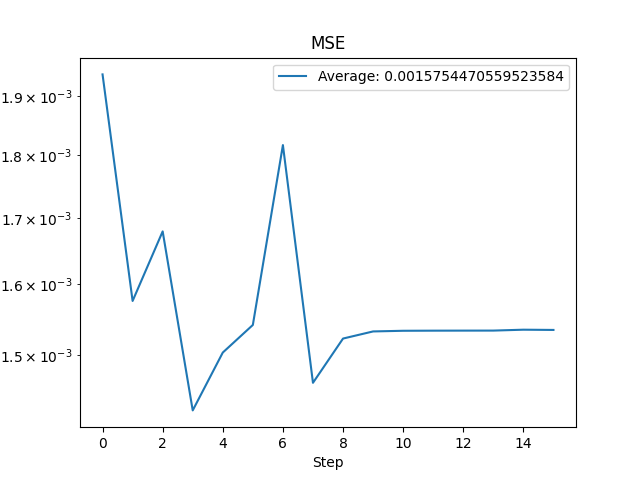 MSE
Average: 0.0015754470559523584
1.9 × 10⁻³
1.8 × 10⁻³
1.7 × 10⁻³
1.6 × 10⁻³
1.5 × 10⁻³
0 2 4 6 8 10 12 14
Step